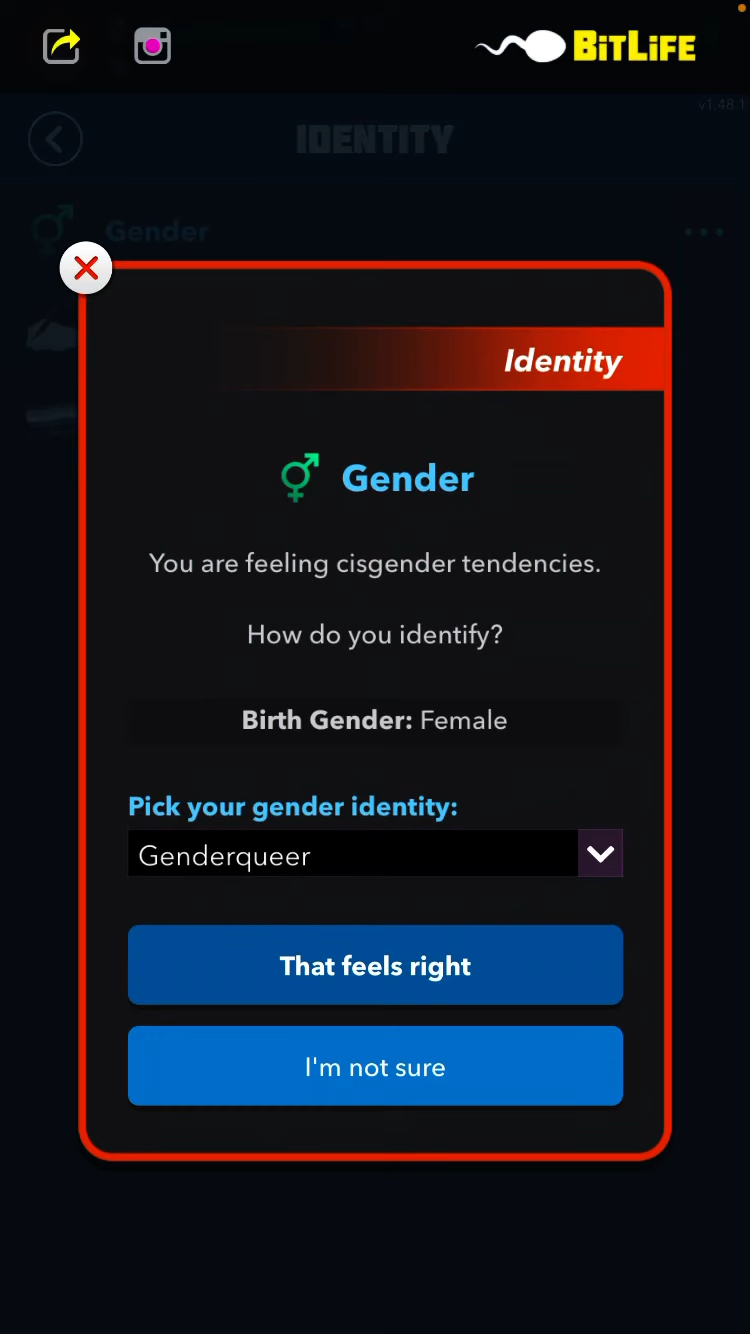 BiTLiFE
v1.48.1
IDENTITY
Gender
Identity
Gender
You are feeling cisgender tendencies.
How do you identify?
Birth Gender: Female
Pick your gender identity:
Genderqueer
That feels right
I'm not sure